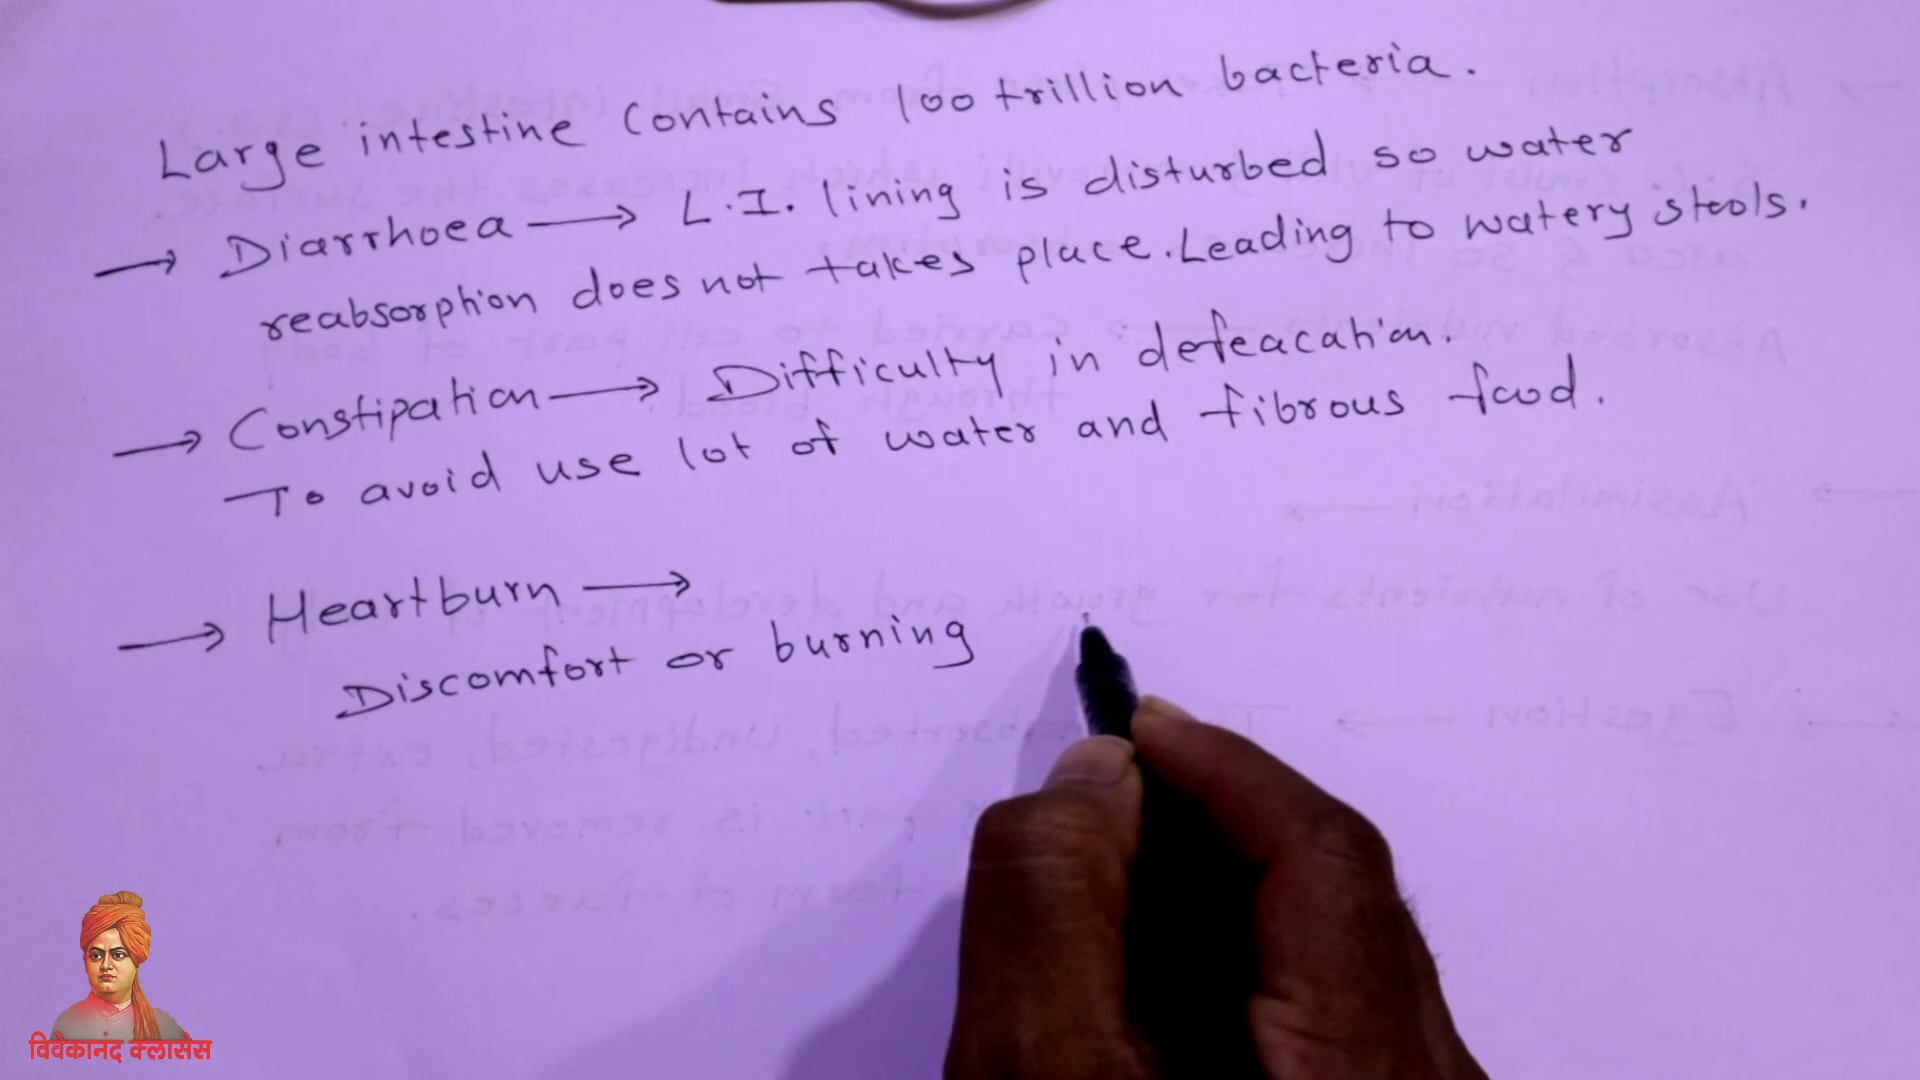 Large intestine contains 100 trillion bacteria.
→ Diarrhoea → L.I. lining is disturbed so water
reabsorption does not takes place. Leading to watery stools.
→ Constipation → Difficulty in defeacation.
To avoid use lot of water and fibrous food.
→ Heartburn →
Discomfort or burning
विवेकानंद क्लासेस